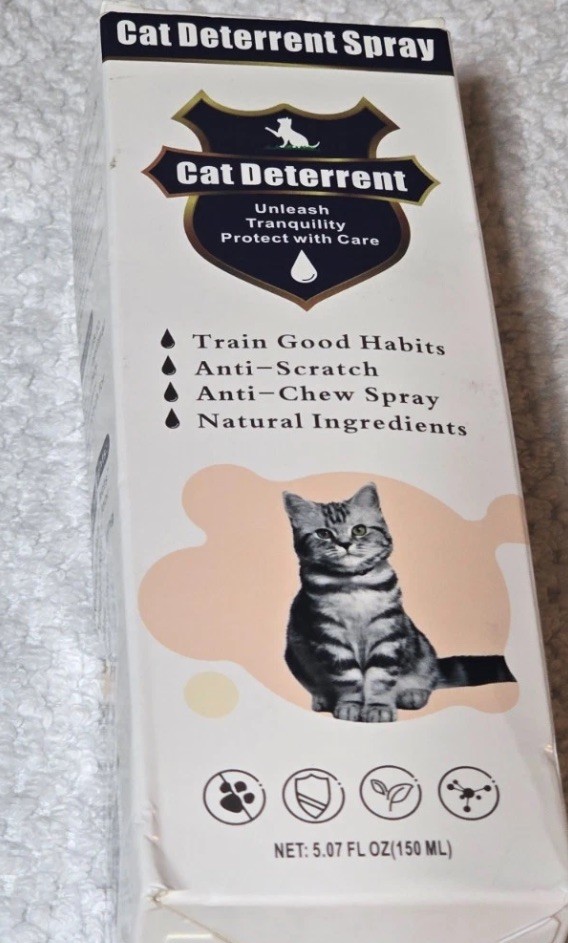 Cat Deterrent Spray
Cat Deterrent
Unleash
Tranquility
Protect with Care
Train Good Habits
Anti-Scratch
Anti-Chew Spray
Natural Ingredients
NET: 5.07 FL OZ(150 ML)